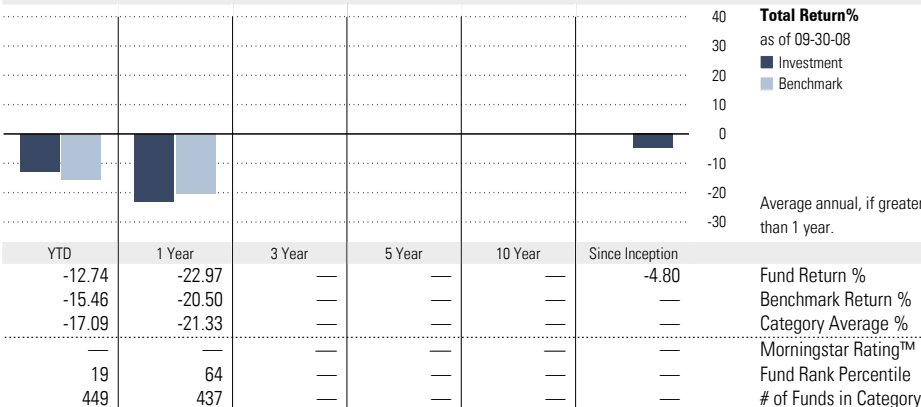 40
30
20
10
0
-10
-20
-30
Total Return%
as of 09-30-08
Investment
Benchmark
Average annual, if greater
than 1 year.
YTD 1 Year 3 Year 5 Year 10 Year Since Inception
-12.74 -22.97 — — — -4.80 Fund Return %
-15.46 -20.50 — — — — Benchmark Return %
-17.09 -21.33 — — — — Category Average %
— — — — — — Morningstar Rating™
19 64 — — — — Fund Rank Percentile
449 437 — — — — # of Funds in Category